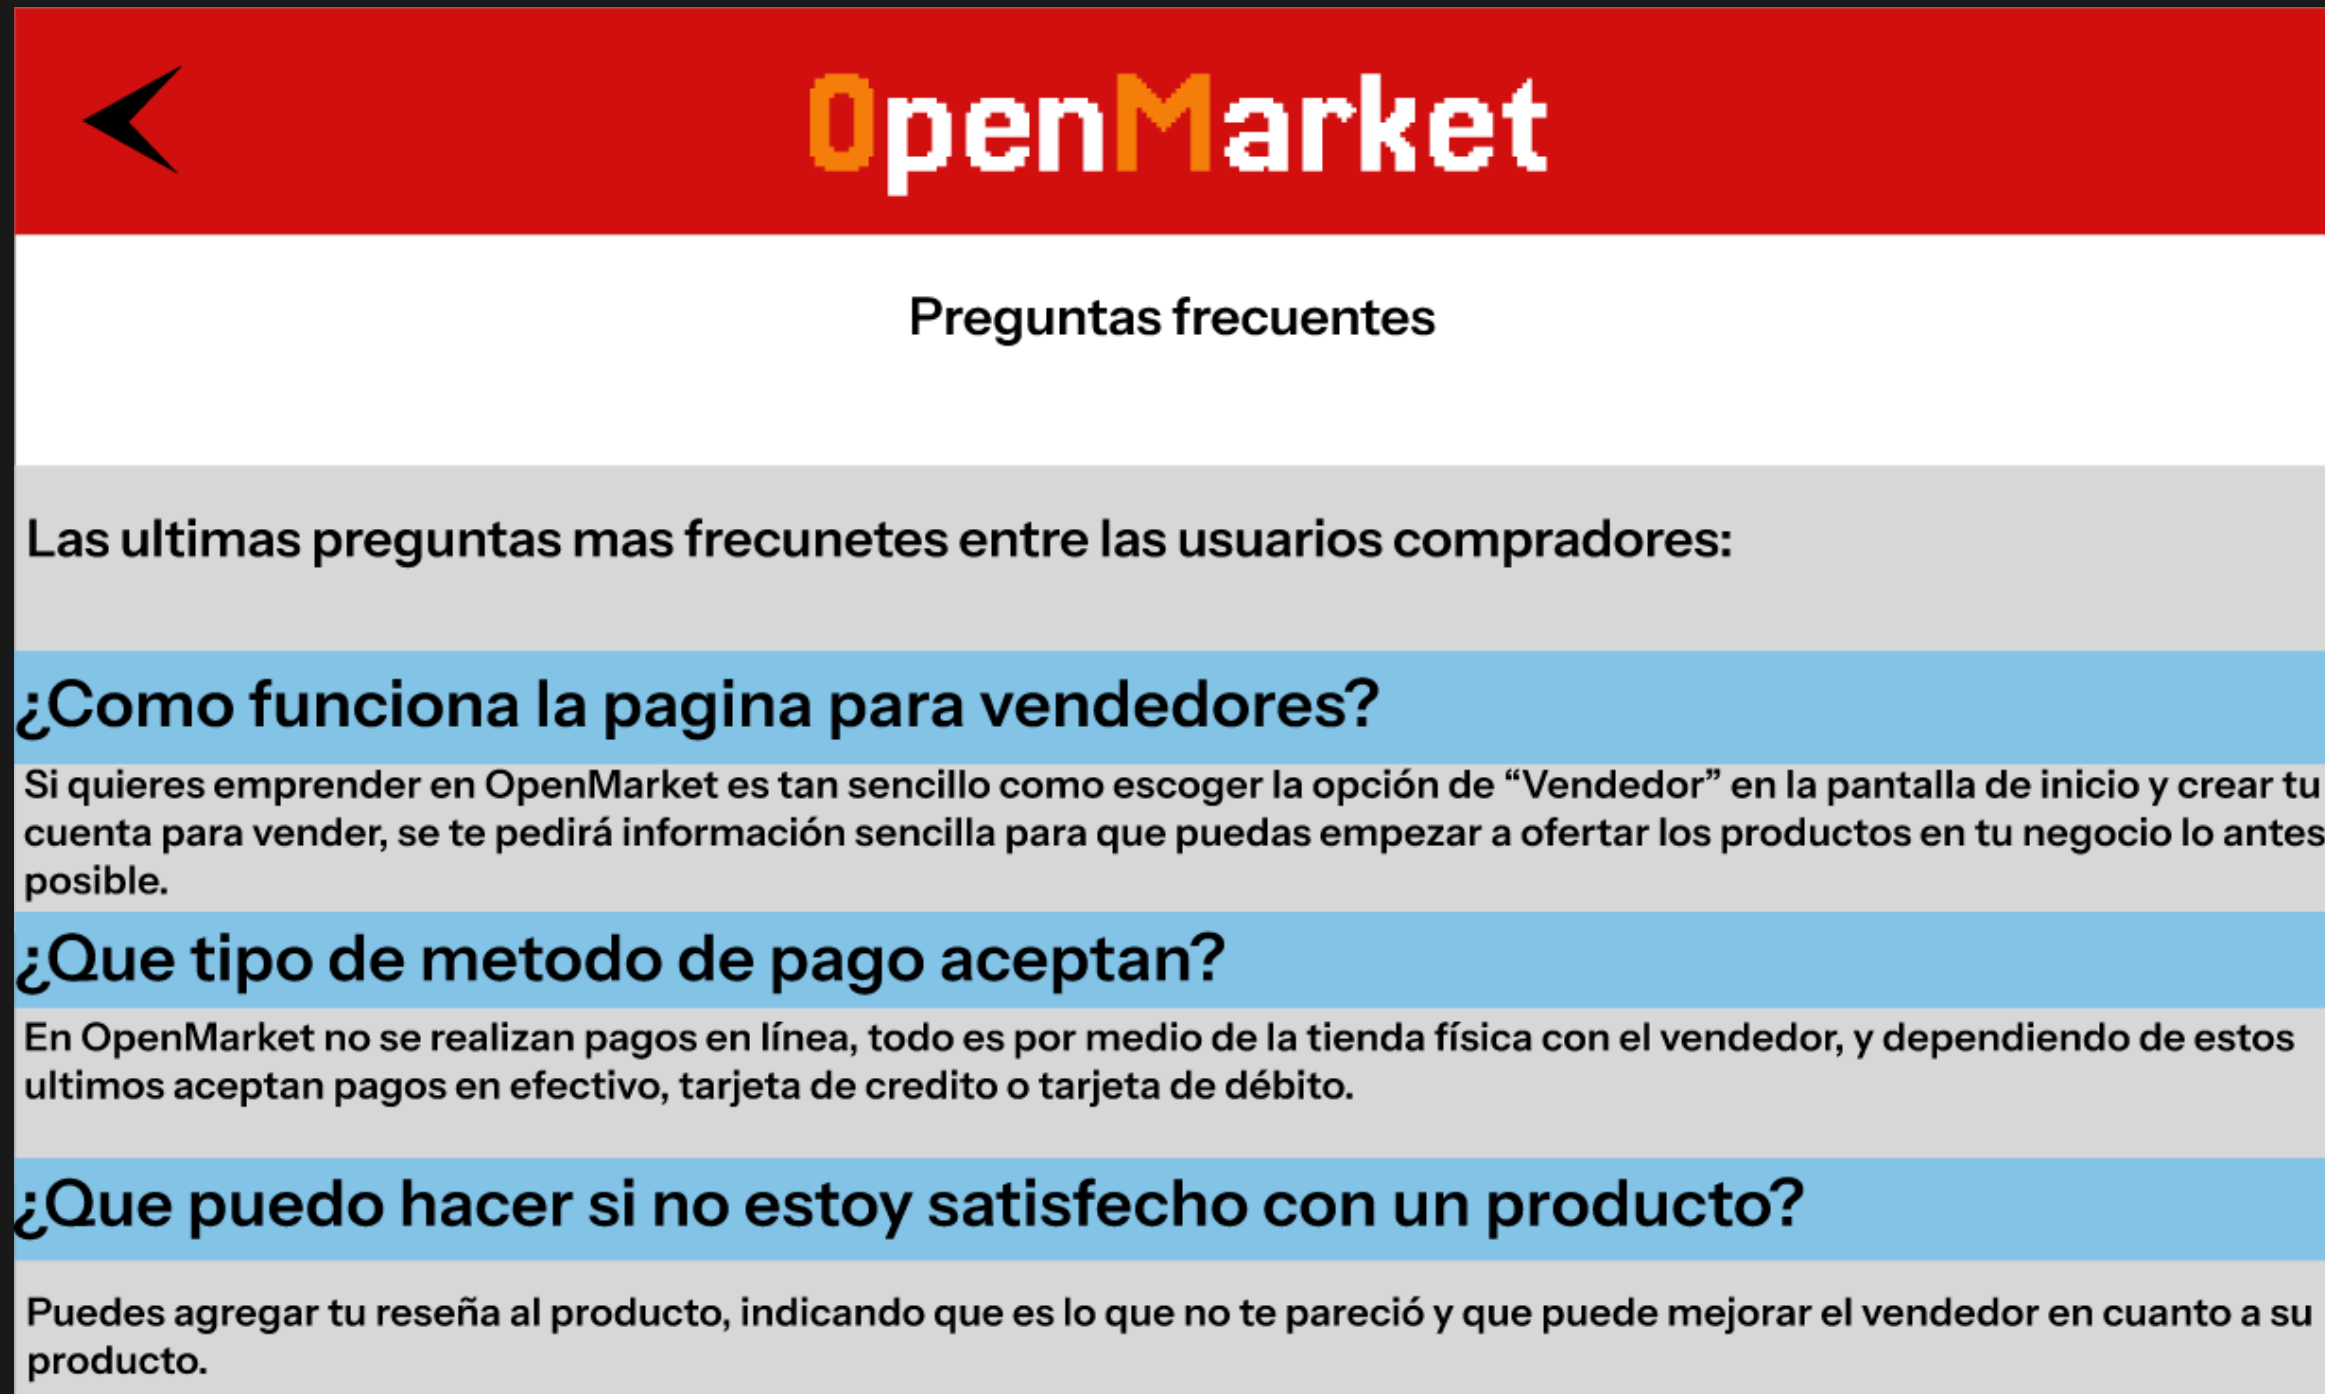 OpenMarket
Preguntas frecuentes
Las ultimas preguntas mas frecunetes entre las usuarios compradores:
¿Como funciona la pagina para vendedores?
Si quieres emprender en OpenMarket es tan sencillo como escoger la opción de “Vendedor” en la pantalla de inicio y crear tu
cuenta para vender, se te pedirá información sencilla para que puedas empezar a ofertar los productos en tu negocio lo antes
posible.
¿Que tipo de metodo de pago aceptan?
En OpenMarket no se realizan pagos en línea, todo es por medio de la tienda física con el vendedor, y dependiendo de estos
ultimos aceptan pagos en efectivo, tarjeta de credito o tarjeta de débito.
¿Que puedo hacer si no estoy satisfecho con un producto?
Puedes agregar tu reseña al producto, indicando que es lo que no te pareció y que puede mejorar el vendedor en cuanto a su
producto.